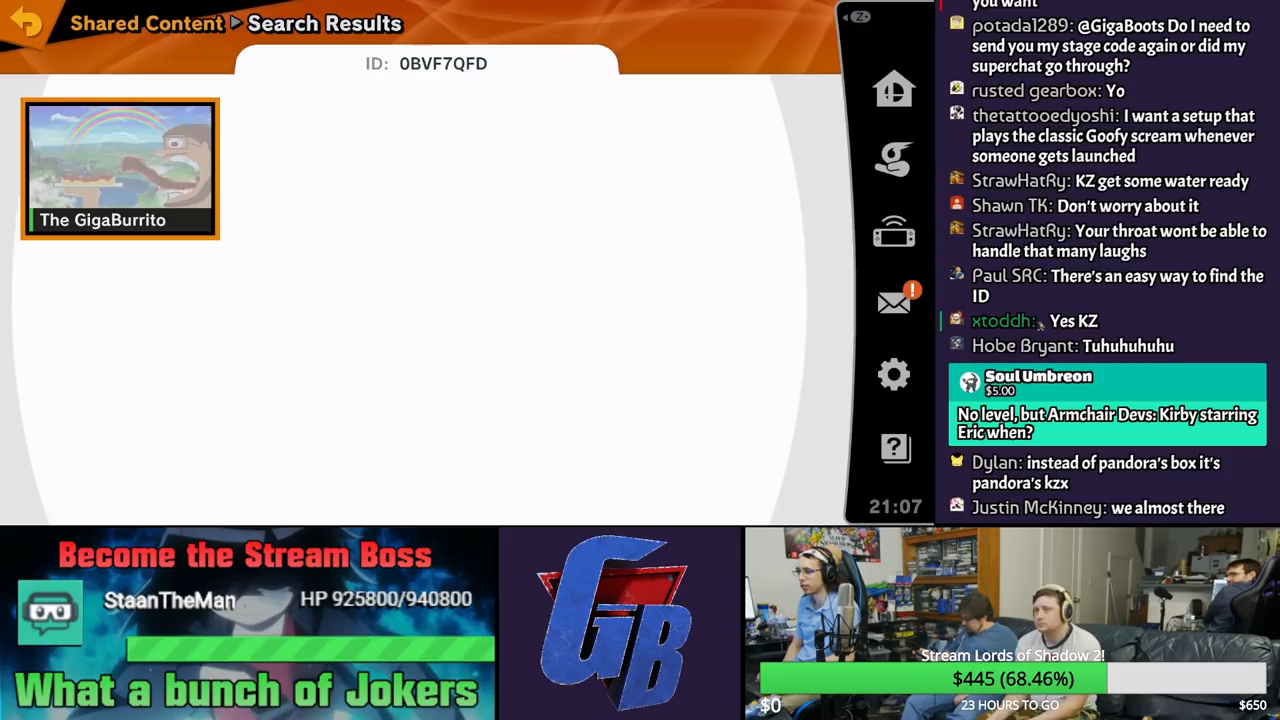 Shared Content ▶ Search Results
ID: 0BVF7QFD
The GigaBurrito
21:07
you want
potada1289: @GigaBoots Do I need to
send you my stage code again or did my
superchat go through?
rusted gearbox: Yo
thetattooedyoshi: I want a setup that
plays the classic Goofy scream whenever
someone gets launched
StrawHatRy: KZ get some water ready
Shawn TK: Don't worry about it
StrawHatRy: Your throat wont be able to
handle that many laughs
Paul SRC: There's an easy way to find the
ID
xtoddh: Yes KZ
Hobe Bryant: Tuhuhuhuhu
Soul Umbreon
$5.00
No level, but Armchair Devs: Kirby starring
Eric when?
Dylan: instead of pandora's box it's
pandora's kzx
Justin McKinney: we almost there
Become the Stream Boss
StaanTheMan HP 925800/940800
What a bunch of Jokers
GB
Stream Lords of Shadow 2!
$445 (68.46%)
$0 23 HOURS TO GO $650